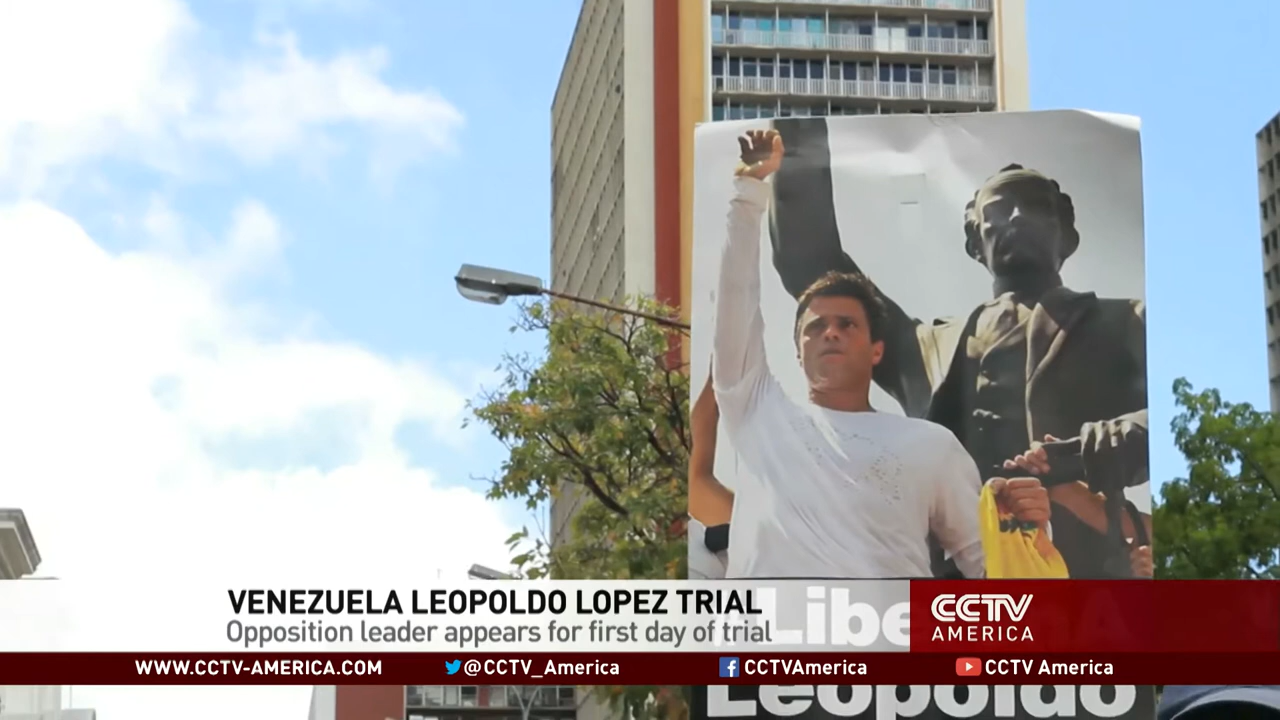 VENEZUELA LEOPOLDO LOPEZ TRIAL
Opposition leader appears for first day of trial
CCTV
AMERICA
WWW.CCTV-AMERICA.COM
@CCTV_America
CCTVAmerica
CCTV America
Leopoldo